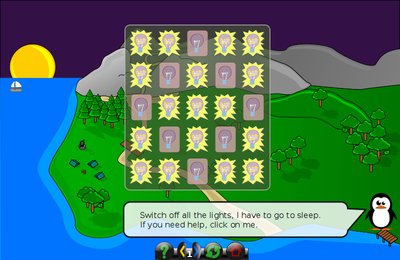 Switch off all the lights, I have to go to sleep.
If you need help, click on me.
?
1